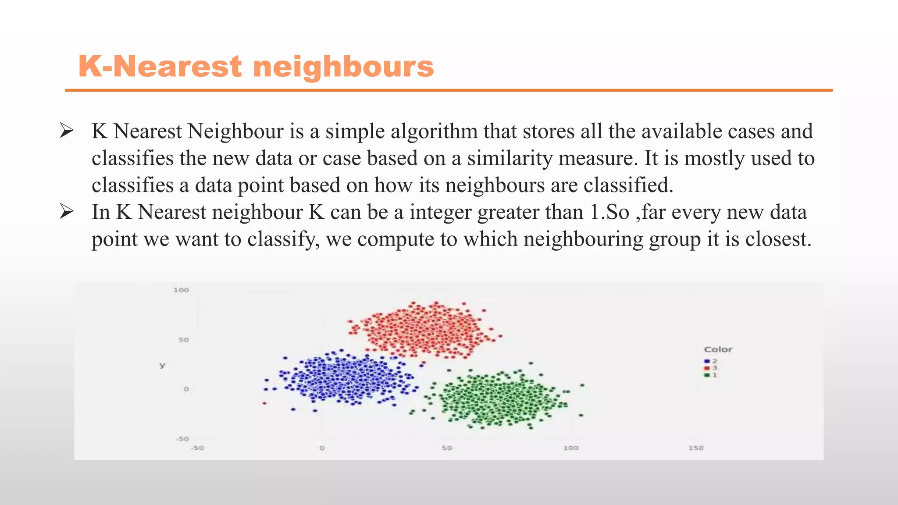 K-Nearest neighbours
➢ K Nearest Neighbour is a simple algorithm that stores all the available cases and
classifies the new data or case based on a similarity measure. It is mostly used to
classifies a data point based on how its neighbours are classified.
➢ In K Nearest neighbour K can be a integer greater than 1.So ,far every new data
point we want to classify, we compute to which neighbouring group it is closest.
100
50
y
0
-50
-50 0 50 100 150
Color
2
3
1